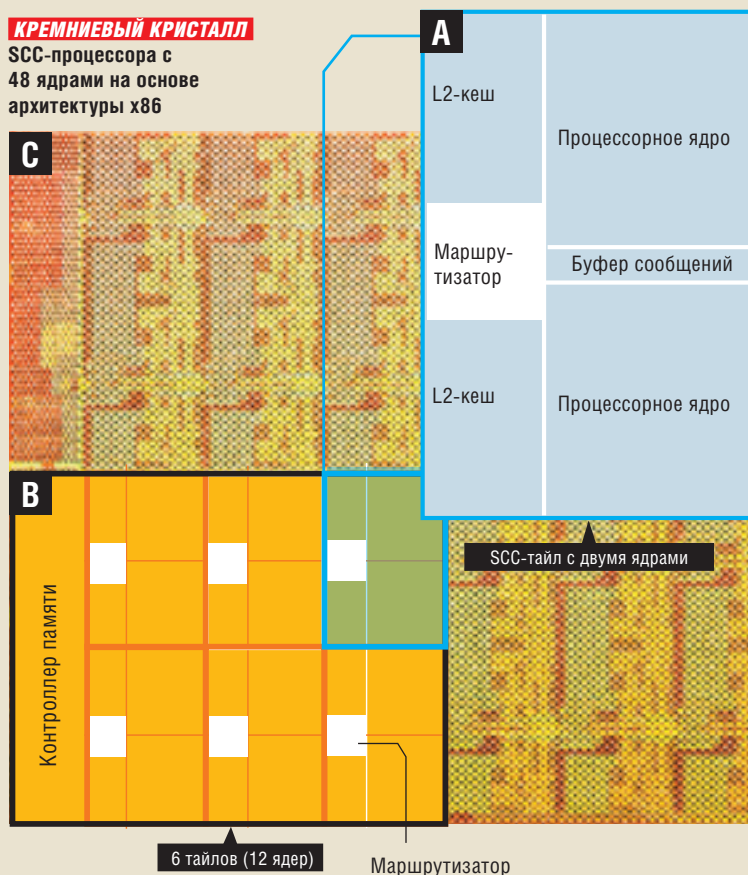 КРЕМНИЕВЫЙ КРИСТАЛЛ
SCC-процессора с
48 ядрами на основе
архитектуры x86
A
L2-кеш
Процессорное ядро
Маршру-
тизатор
Буфер сообщений
L2-кеш
Процессорное ядро
SCC-тайл с двумя ядрами
C
B
Контроллер памяти
6 тайлов (12 ядер)
Маршрутизатор